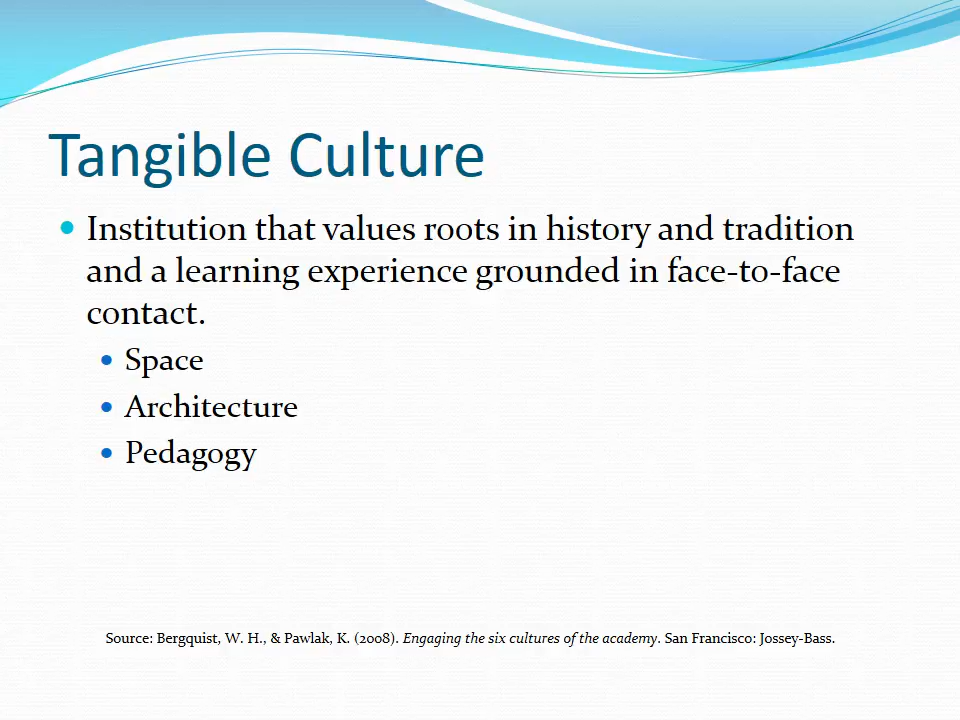 Tangible Culture
Institution that values roots in history and tradition
and a learning experience grounded in face-to-face
contact.
Space
Architecture
Pedagogy
Source: Bergquist, W. H., & Pawlak, K. (2008). Engaging the six cultures of the academy. San Francisco: Jossey-Bass.